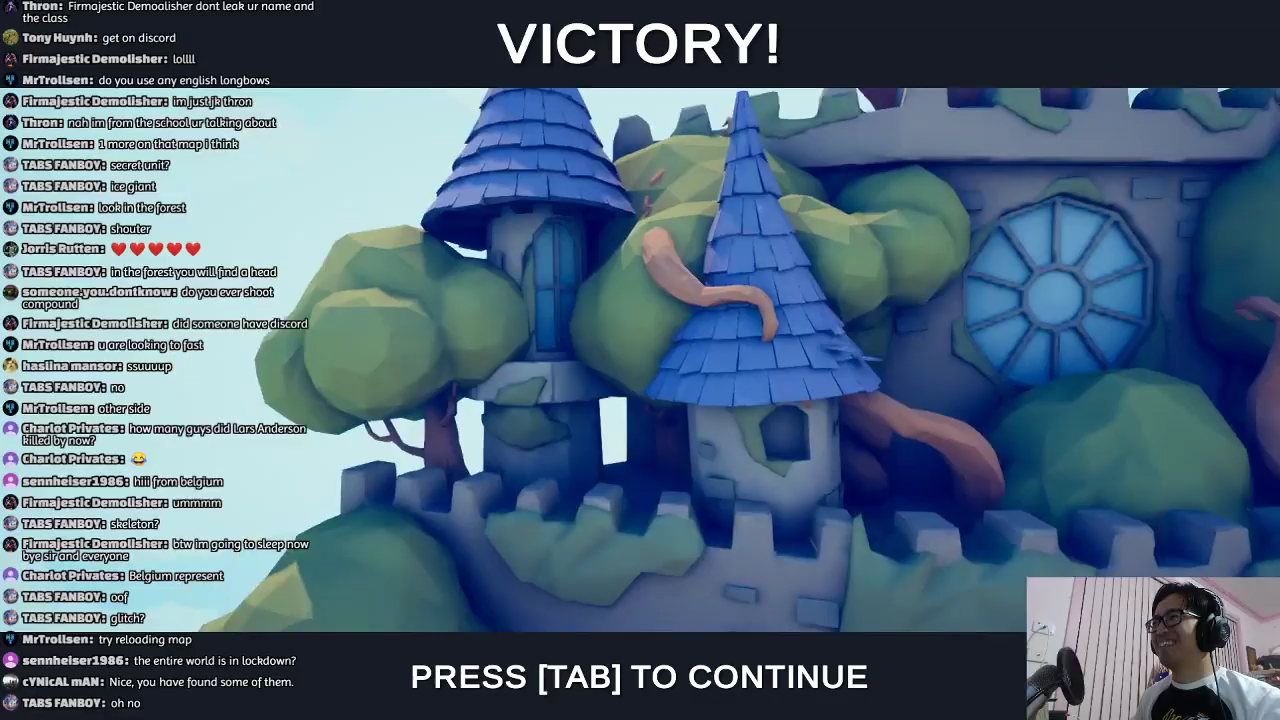 Thron: Firmajestic Demoalisher dont leak ur name and
the class
Tony Huynh: get on discord
Firmajestic Demolisher: lollll
MrTrollsen: do you use any english longbows
Firmajestic Demolisher: im just jk thron
Thron: nah im from the school ur talking about
MrTrollsen: 1 more on that map i think
TABS FANBOY: secret unit?
TABS FANBOY: ice giant
MrTrollsen: look in the forest
TABS FANBOY: shouter
Jorris Rutten: ❤️❤️❤️❤️❤️
TABS FANBOY: in the forest you will find a head
someone.you.dontknow: do you ever shoot
compound
Firmajestic Demolisher: did someone have discord
MrTrollsen: u are looking to fast
haslina mansor: ssuuuup
TABS FANBOY: no
MrTrollsen: other side
Charlot Privates: how many guys did Lars Anderson
killed by now?
Charlot Privates: 😂
sennheiser1986: hiii from belgium
Firmajestic Demolisher: ummmm
TABS FANBOY: skeleton?
Firmajestic Demolisher: btw im going to sleep now
bye sir and everyone
Charlot Privates: Belgium represent
TABS FANBOY: oof
TABS FANBOY: glitch?
MrTrollsen: try reloading map
sennheiser1986: the entire world is in lockdown?
cYNiCAL mAN: Nice, you have found some of them.
TABS FANBOY: oh no
VICTORY!
PRESS [TAB] TO CONTINUE